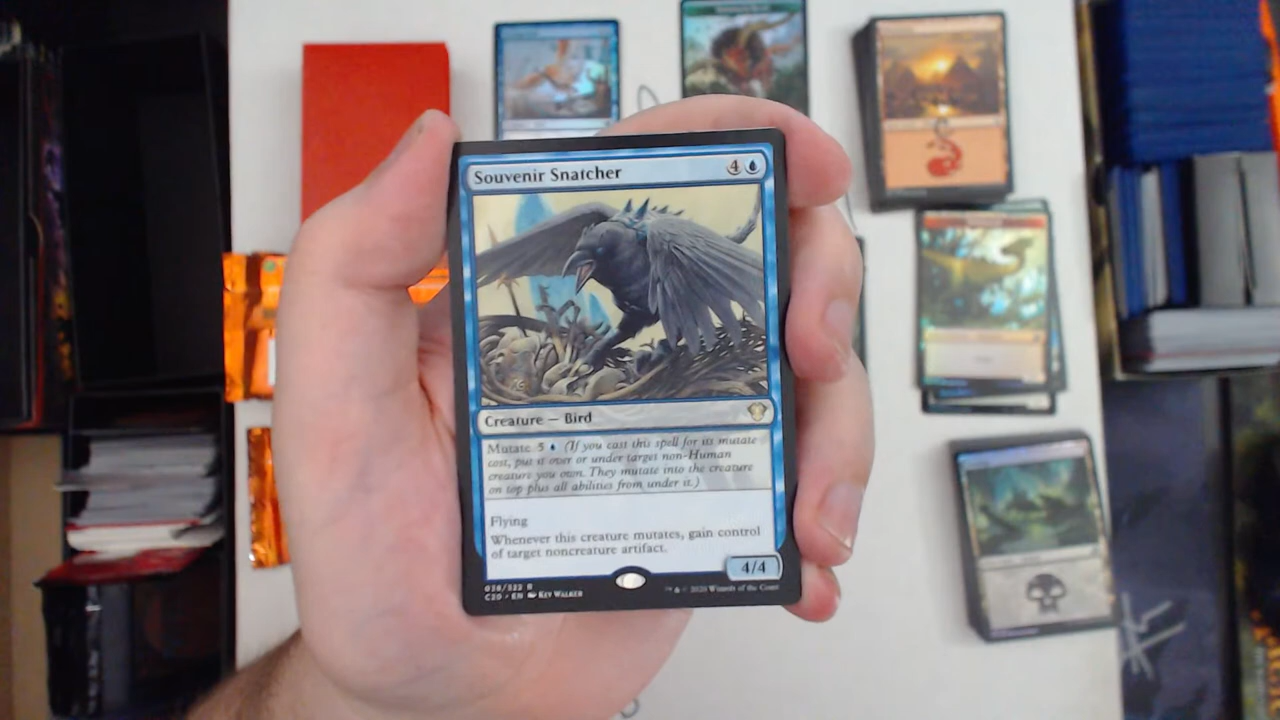 Souvenir Snatcher 4
Creature — Bird
Mutate 5 (If you cast this spell for its mutate
cost, put it over or under target non-Human
creature you own. They mutate into the creature
on top plus all abilities from under it.)
Flying
Whenever this creature mutates, gain control
of target noncreature artifact.
4/4
R
C20 • EN Kev Walker
™ & © 2020 Wizards of the Coast